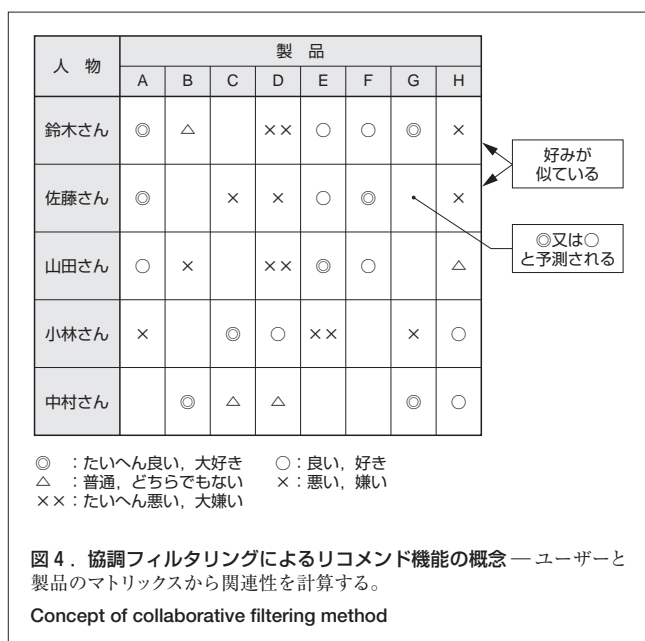 人 物 製 品
A B C D E F G H
鈴木さん ◎ △ ×× ○ ○ ◎ ×
佐藤さん ◎ × × ○ ◎ ×
山田さん ○ × ×× ◎ ○ △
小林さん × ◎ ○ ×× × ○
中村さん ◎ △ △ ◎ ○
好みが
似ている
◎又は○
と予測される
◎ ：たいへん良い，大好き ○：良い，好き
△ ：普通，どちらでもない ×：悪い，嫌い
××：たいへん悪い，大嫌い
図4．協調フィルタリングによるリコメンド機能の概念 — ユーザーと
製品のマトリックスから関連性を計算する。
Concept of collaborative filtering method